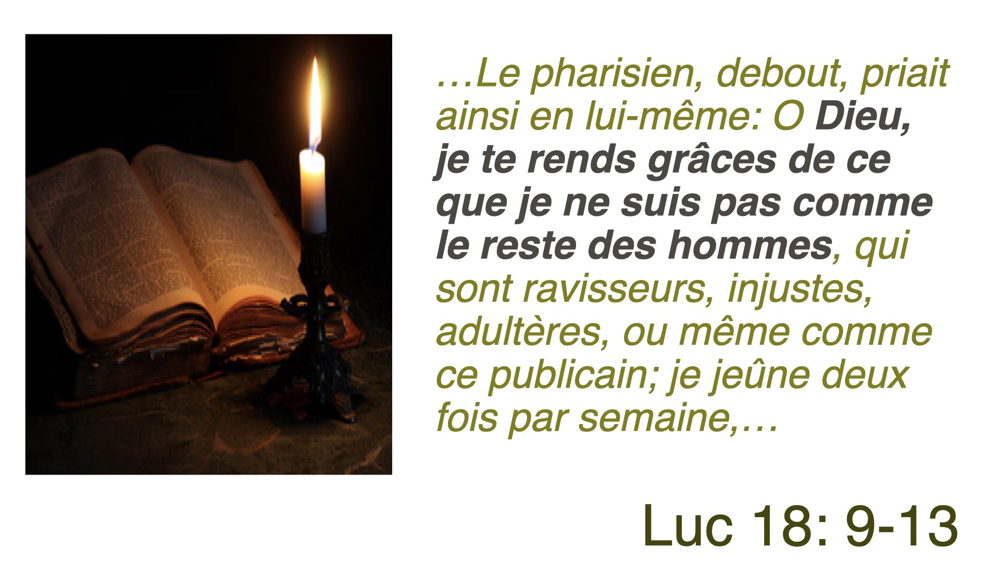 …Le pharisien, debout, priait
ainsi en lui-même: O Dieu,
je te rends grâces de ce
que je ne suis pas comme
le reste des hommes, qui
sont ravisseurs, injustes,
adultères, ou même comme
ce publicain; je jeûne deux
fois par semaine,…
Luc 18: 9-13